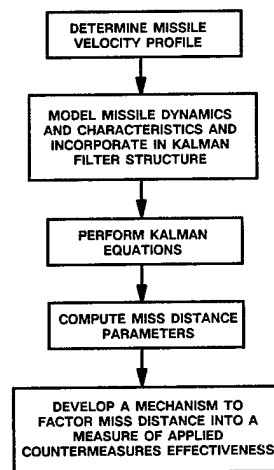 DETERMINE MISSILE
VELOCITY PROFILE
MODEL MISSILE DYNAMICS
AND CHARACTERISTICS AND
INCORPORATE IN KALMAN
FILTER STRUCTURE
PERFORM KALMAN
EQUATIONS
COMPUTE MISS DISTANCE
PARAMETERS
DEVELOP A MECHANISM TO
FACTOR MISS DISTANCE INTO A
MEASURE OF APPLIED
COUNTERMEASURES EFFECTIVENESS